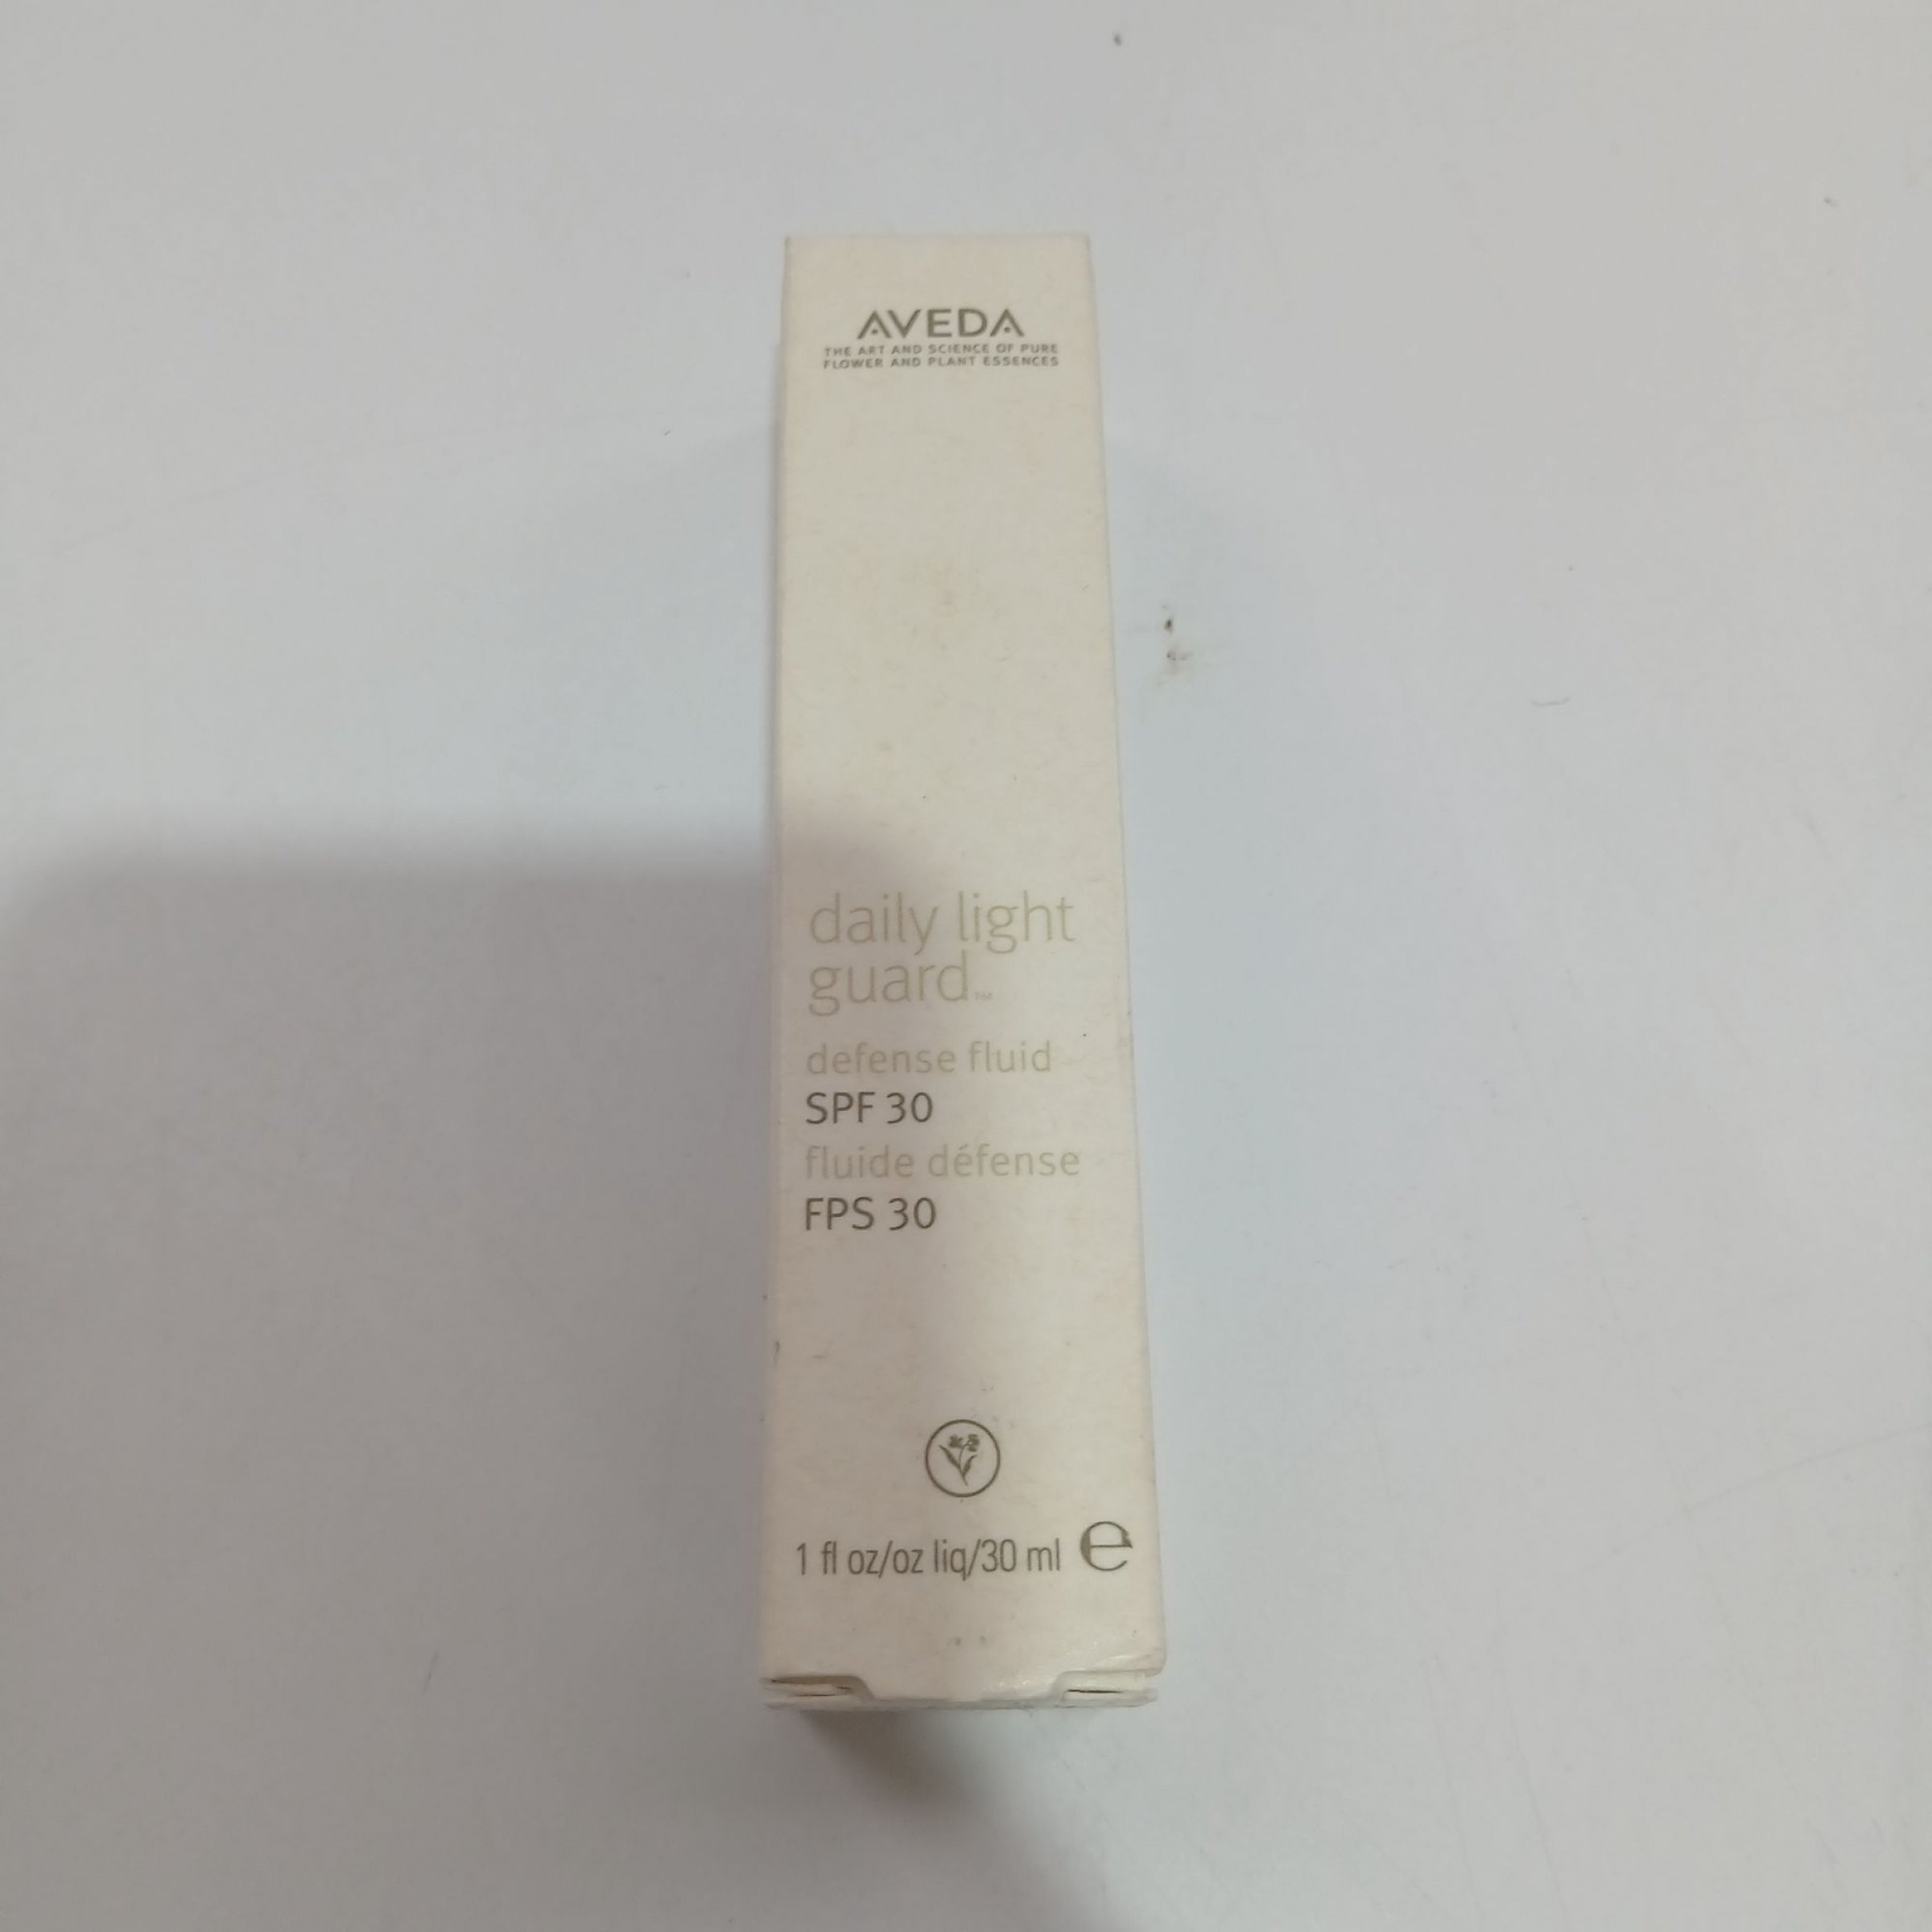 AVEDA
THE ART AND SCIENCE OF PURE
FLOWER AND PLANT ESSENCES
daily light
guard™
defense fluid
SPF 30
fluide défense
FPS 30
1 fl oz/oz liq/30 ml ℮